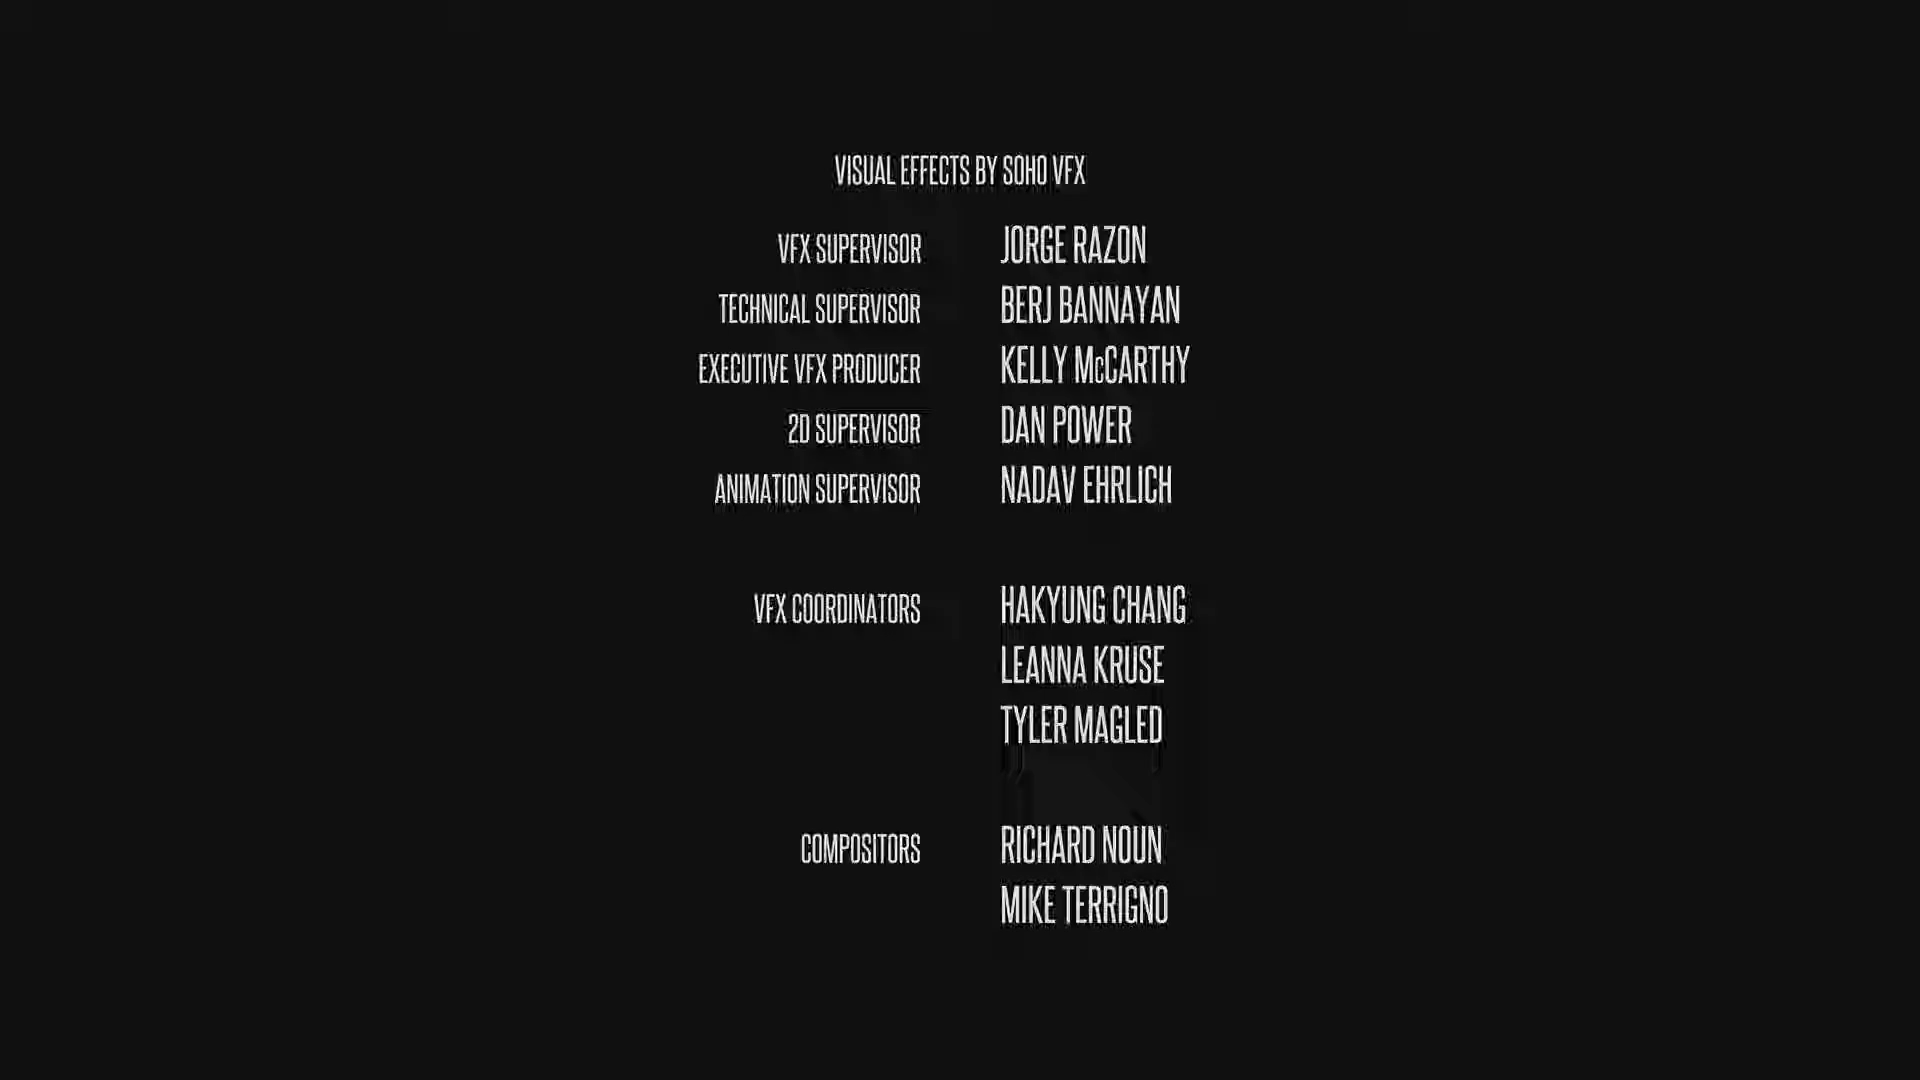 VISUAL EFFECTS BY SOHO VFX
VFX SUPERVISOR JORGE RAZON
TECHNICAL SUPERVISOR BERJ BANNAYAN
EXECUTIVE VFX PRODUCER KELLY McCARTHY
2D SUPERVISOR DAN POWER
ANIMATION SUPERVISOR NADAV EHRLICH
VFX COORDINATORS HAKYUNG CHANG
LEANNA KRUSE
TYLER MAGLED
COMPOSITORS RICHARD NOUN
MIKE TERRIGNO